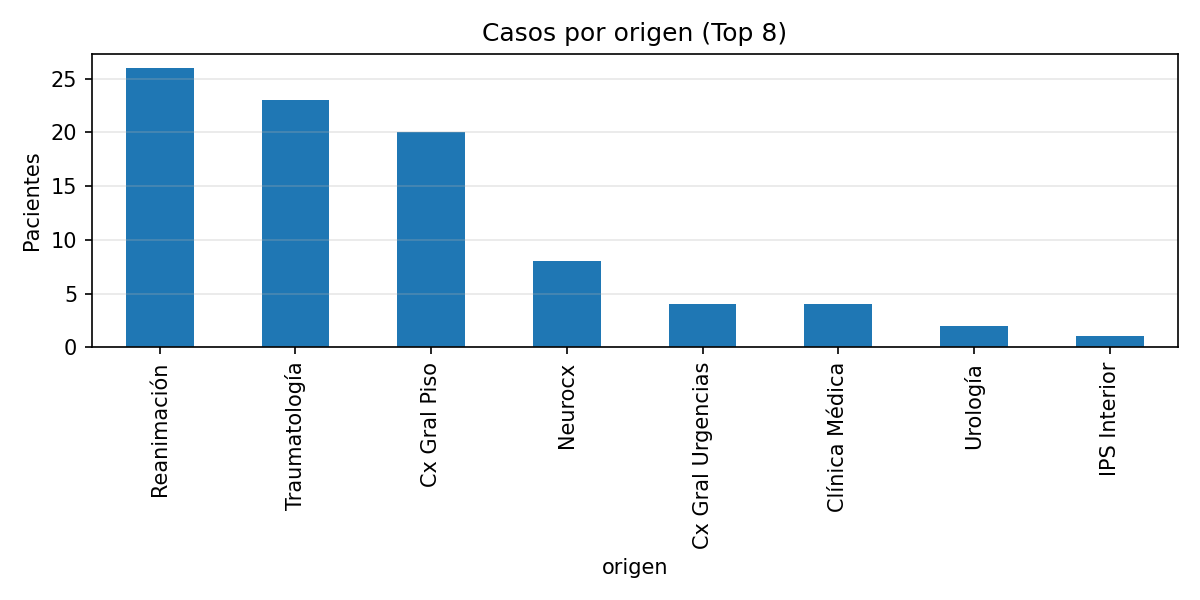 Casos por origen (Top 8)
Pacientes
25
20
15
10
5
0
Reanimación
Traumatología
Cx Gral Piso
Neurocx
Cx Gral Urgencias
Clínica Médica
Urología
IPS Interior
origen